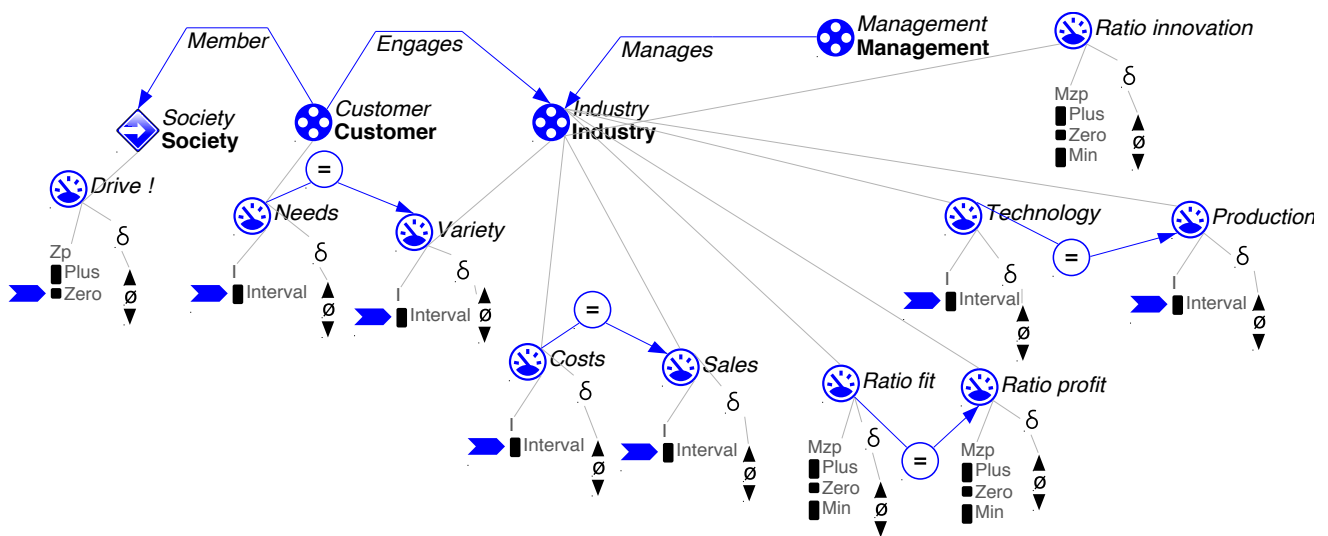 Member
Engages
Manages
Management
Management
Ratio innovation
δ
Mzp
Plus
Zero
Min
ø
Society
Society
Customer
Customer
Industry
Industry
=
Drive !
δ
Zp
Plus
Zero
ø
Needs
δ
I
Interval
ø
Variety
δ
I
Interval
ø
Technology
δ
I
Interval
ø
=
Production
δ
I
Interval
ø
=
Costs
δ
I
Interval
ø
Sales
δ
I
Interval
ø
Ratio fit
δ
Mzp
Plus
Zero
Min
ø
=
Ratio profit
δ
Mzp
Plus
Zero
Min
ø